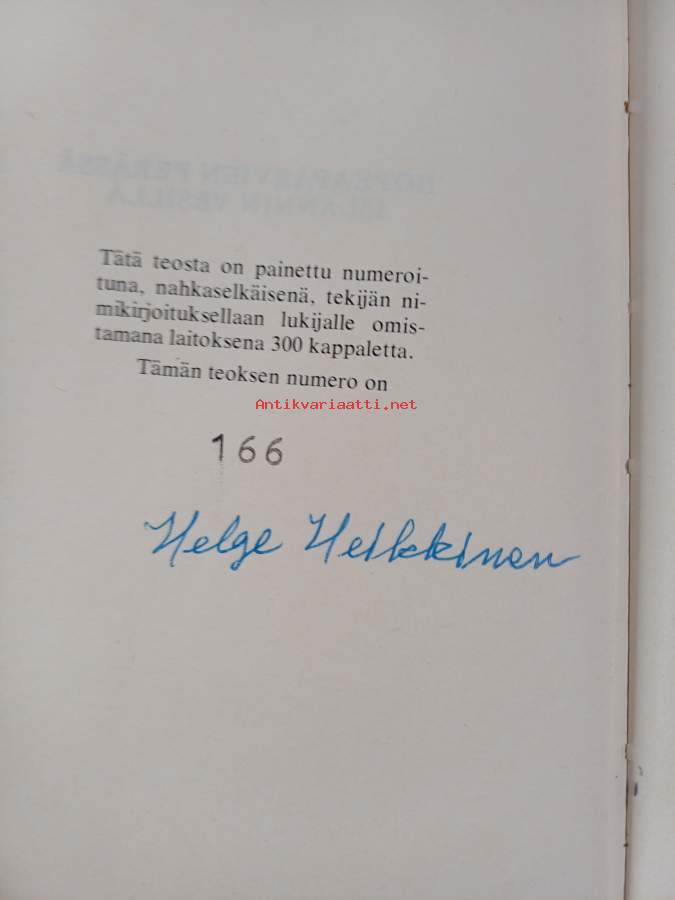 Tätä teosta on painettu numeroi-
tuna, nahkaselkäisenä, tekijän ni-
mikirjoituksellaan lukijalle omis-
tamana laitoksena 300 kappaletta.
Tämän teoksen numero on
Antikvariaatti.net
166
Helge Heikkinen